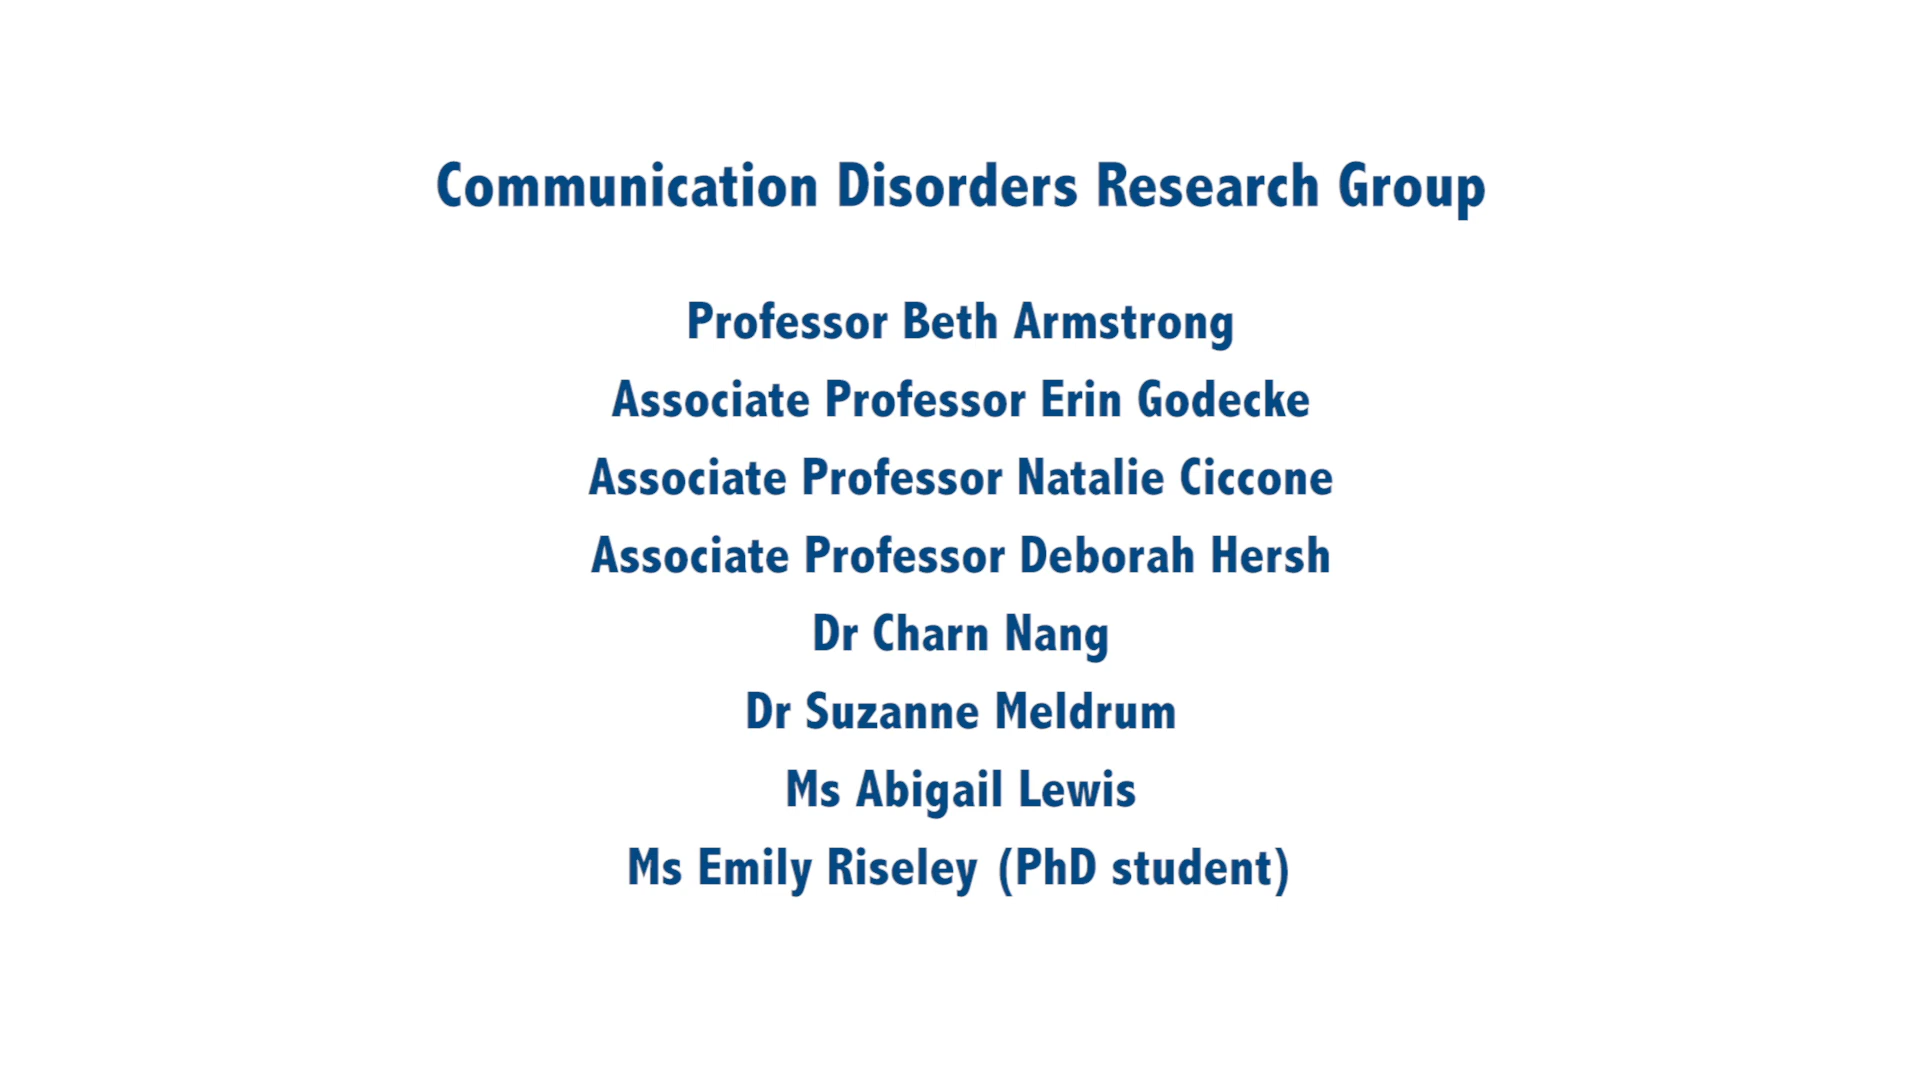 Communication Disorders Research Group
Professor Beth Armstrong
Associate Professor Erin Godecke
Associate Professor Natalie Ciccone
Associate Professor Deborah Hersh
Dr Charn Nang
Dr Suzanne Meldrum
Ms Abigail Lewis
Ms Emily Riseley (PhD student)